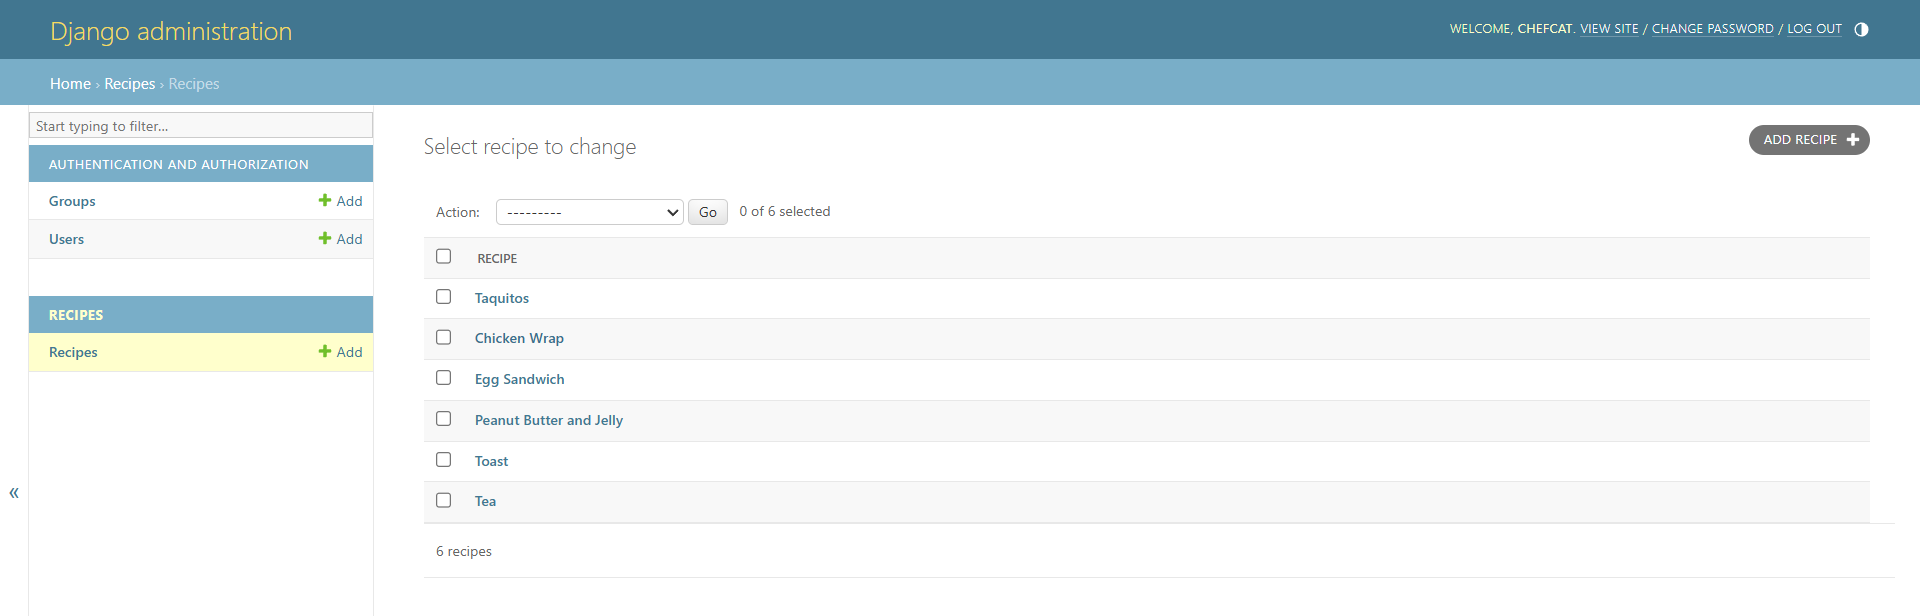 Django administration
WELCOME, CHEFCAT. VIEW SITE / CHANGE PASSWORD / LOG OUT
Home › Recipes › Recipes
Start typing to filter...
AUTHENTICATION AND AUTHORIZATION
Groups Add
Users Add
RECIPES
Recipes Add
«
Select recipe to change
ADD RECIPE
Action: --------- Go 0 of 6 selected
RECIPE
Taquitos
Chicken Wrap
Egg Sandwich
Peanut Butter and Jelly
Toast
Tea
6 recipes